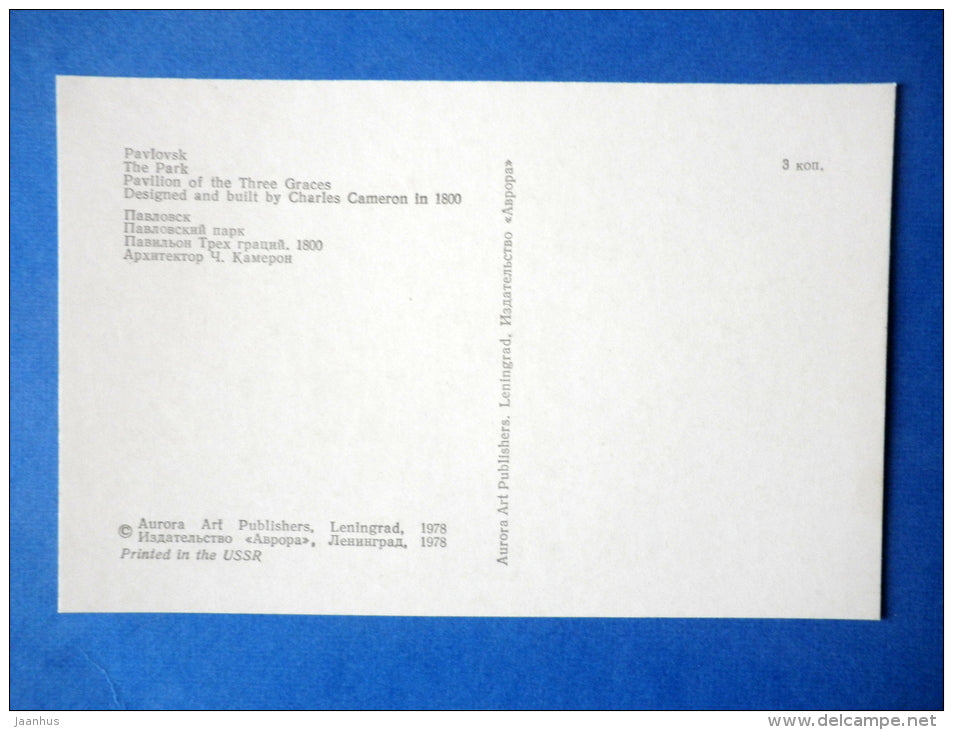 Pavlovsk
The Park
Pavilion of the Three Graces
Designed and built by Charles Cameron in 1800
Павловск
Павловский парк
Павильон Трех граций. 1800
Архитектор Ч. Камерон
© Aurora Art Publishers, Leningrad, 1978
Издательство «Аврора», Ленинград, 1978
Printed in the USSR
Aurora Art Publishers. Leningrad. Издательство «Аврора»
3 коп.
jaanhus
www.delcampe.net